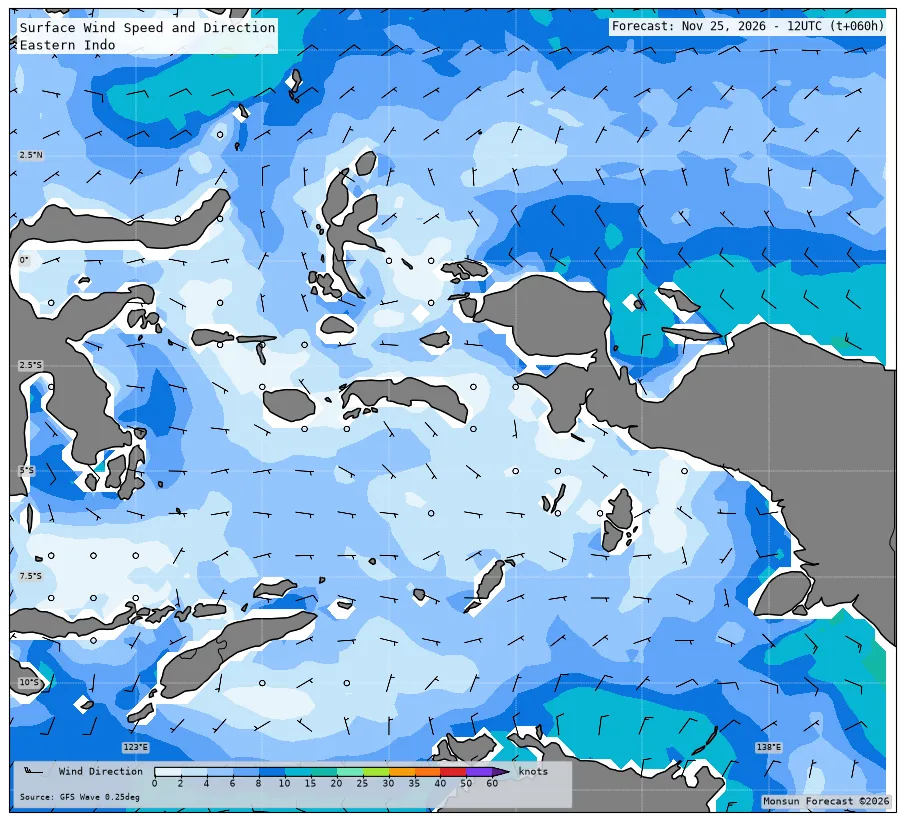 Surface Wind Speed and Direction
Eastern Indo
Forecast: Nov 25, 2026 - 12UTC (t+060h)
2.5°N
0°
2.5°S
5°S
7.5°S
10°S
123°E
138°E
Wind Direction
0 2 4 6 8 10 15 20 25 30 35 40 50 60
knots
Source: GFS Wave 0.25deg
Monsun Forecast ©2026